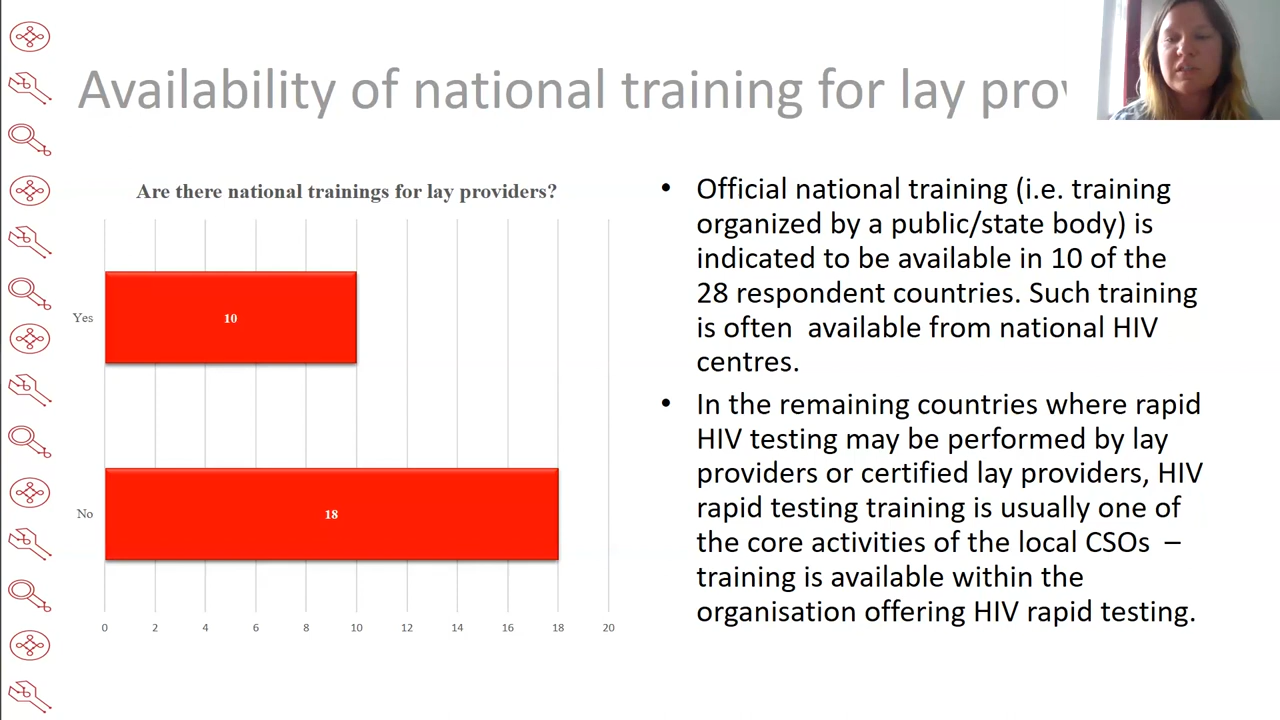 Availability of national training for lay
Are there national trainings for lay providers?
Yes
10
No
18
0 2 4 6 8 10 12 14 16 18 20
• Official national training (i.e. training
organized by a public/state body) is
indicated to be available in 10 of the
28 respondent countries. Such training
is often  available from national HIV
centres.
• In the remaining countries where rapid
HIV testing may be performed by lay
providers or certified lay providers, HIV
rapid testing training is usually one of
the core activities of the local CSOs  –
training is available within the
organisation offering HIV rapid testing.